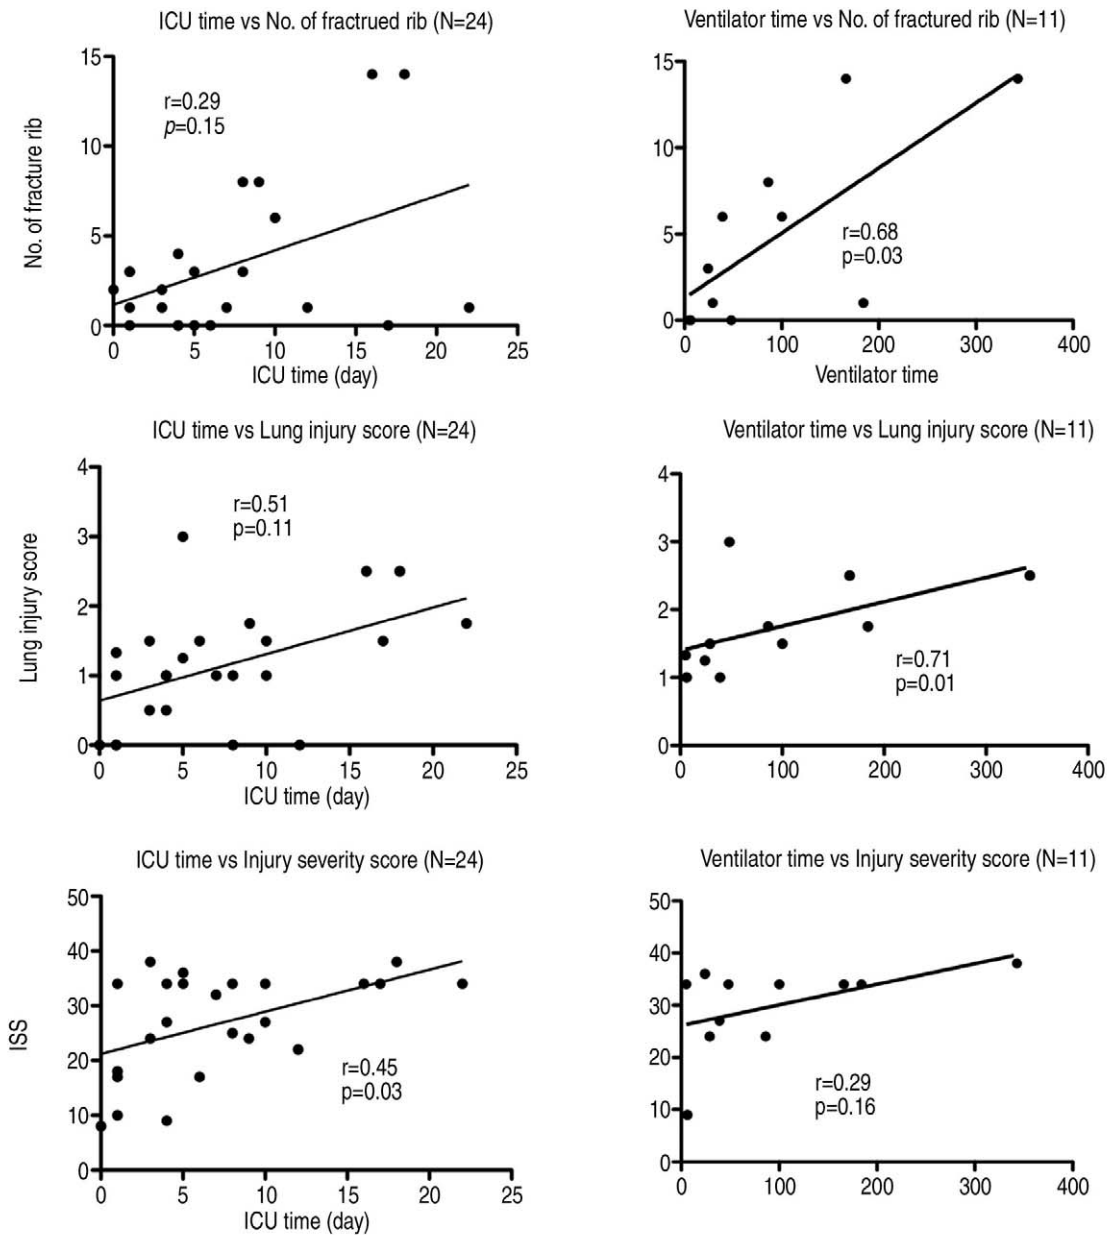 ICU time vs No. of fractrued rib (N=24)
15
10
5
0
No. of fracture rib
r=0.29
p=0.15
0 5 10 15 20 25
ICU time (day)
Ventilator time vs No. of fractured rib (N=11)
15
10
5
0
r=0.68
p=0.03
0 100 200 300 400
Ventilator time
ICU time vs Lung injury score (N=24)
4
3
2
1
0
Lung injury score
r=0.51
p=0.11
0 5 10 15 20 25
ICU time (day)
Ventilator time vs Lung injury score (N=11)
4
3
2
1
0
r=0.71
p=0.01
0 100 200 300 400
ICU time vs Injury severity score (N=24)
50
40
30
20
10
0
ISS
r=0.45
p=0.03
0 5 10 15 20 25
ICU time (day)
Ventilator time vs Injury severity score (N=11)
50
40
30
20
10
0
r=0.29
p=0.16
0 100 200 300 400